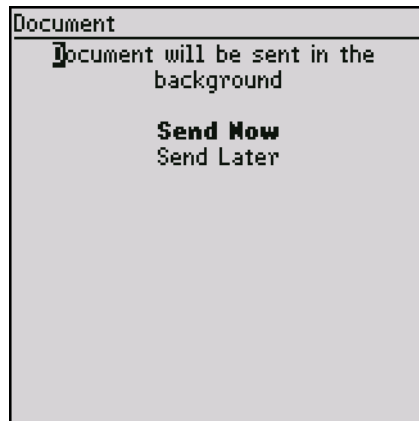 Document
Document will be sent in the
background
Send Now
Send Later